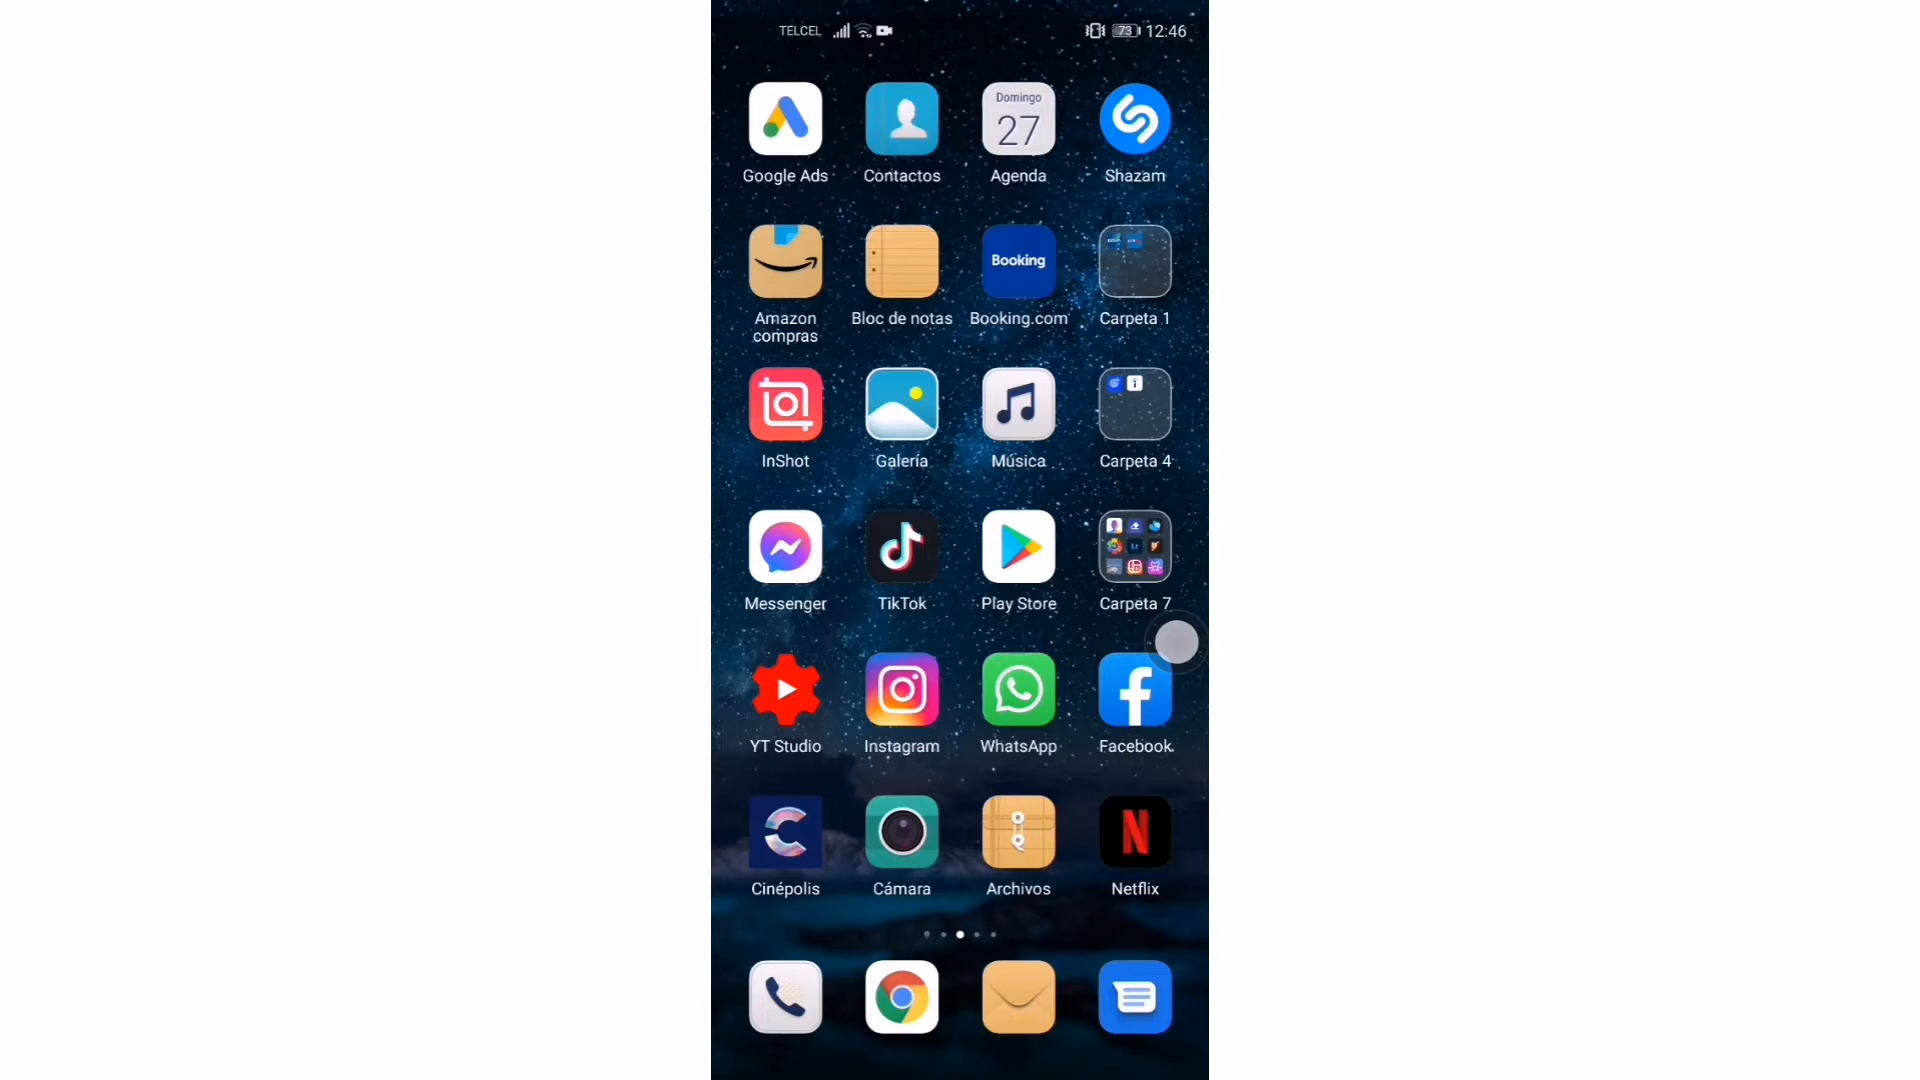 TELCEL 73 12:46
Domingo
27
Google Ads Contactos Agenda Shazam
Booking
Amazon compras Bloc de notas Booking.com Carpeta 1
InShot Galería Música Carpeta 4
Lr
Messenger TikTok Play Store Carpeta 7
YT Studio Instagram WhatsApp Facebook
Cinépolis Cámara Archivos Netflix